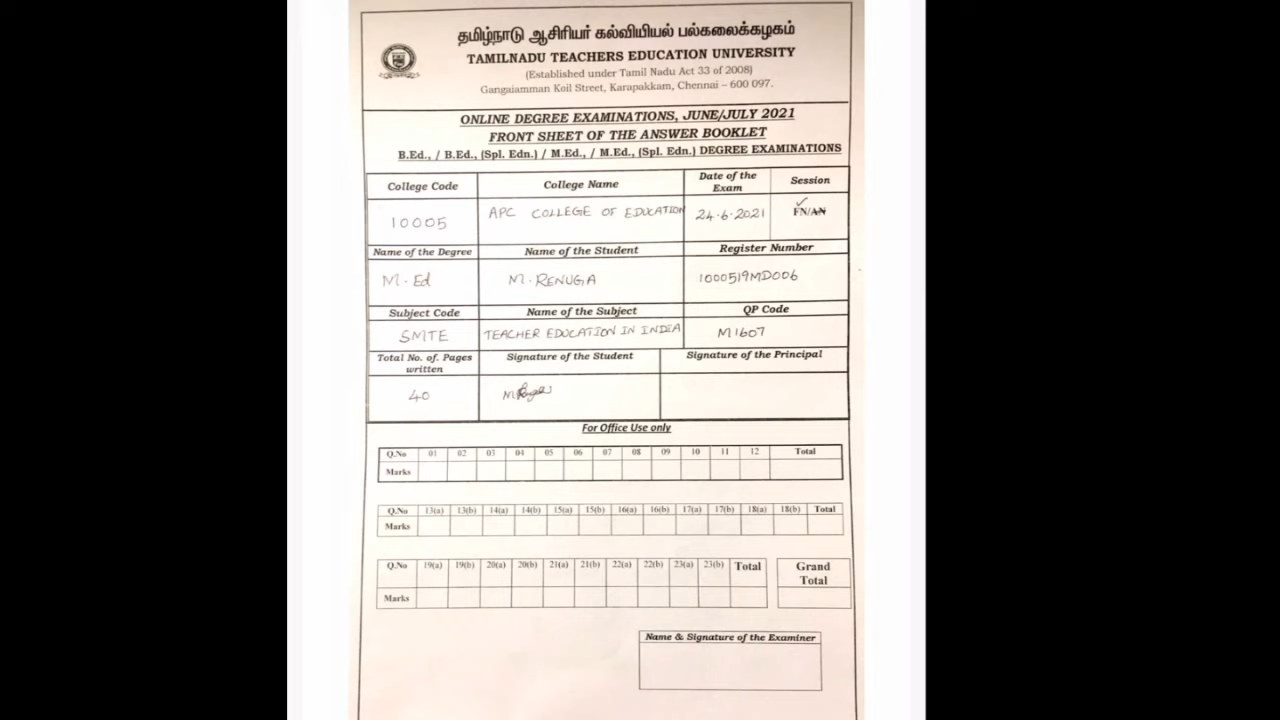 தமிழ்நாடு ஆசிரியர் கல்வியியல் பல்கலைக்கழகம்
TAMILNADU TEACHERS EDUCATION UNIVERSITY
(Established under Tamil Nadu Act 33 of 2008)
Gangaiamman Koil Street, Karapakkam, Chennai – 600 097.
ONLINE DEGREE EXAMINATIONS, JUNE/JULY 2021
FRONT SHEET OF THE ANSWER BOOKLET
B.Ed., / B.Ed., (Spl. Edn.) / M.Ed., / M.Ed., (Spl. Edn.) DEGREE EXAMINATIONS
College Code College Name Date of the Exam Session
10005 APC COLLEGE OF EDUCATION 24.6.2021 FN/AN
Name of the Degree Name of the Student Register Number
M.Ed M.RENUGA 1000519MD006
Subject Code Name of the Subject QP Code
SMTE TEACHER EDUCATION IN INDIA M1607
Total No. of. Pages written Signature of the Student Signature of the Principal
40
For Office Use only
Q.No 01 02 03 04 05 06 07 08 09 10 11 12 Total
Marks
Q.No 13(a) 13(b) 14(a) 14(b) 15(a) 15(b) 16(a) 16(b) 17(a) 17(b) 18(a) 18(b) Total
Marks
Q.No 19(a) 19(b) 20(a) 20(b) 21(a) 21(b) 22(a) 22(b) 23(a) 23(b) Total Grand Total
Marks
Name & Signature of the Examiner